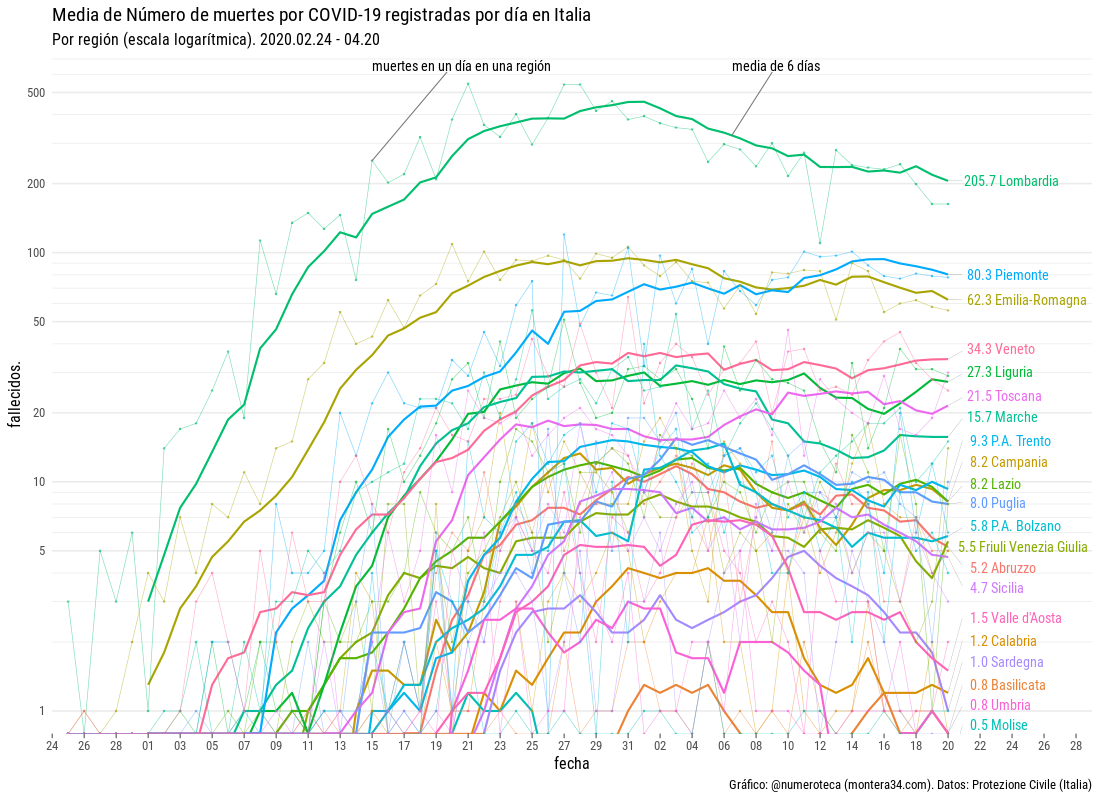 Media de Número de muertes por COVID-19 registradas por día en Italia
Por región (escala logarítmica). 2020.02.24 - 04.20
muertes en un día en una región
media de 6 días
500
200
100
50
20
10
5
1
fallecidos.
205.7 Lombardia
80.3 Piemonte
62.3 Emilia-Romagna
34.3 Veneto
27.3 Liguria
21.5 Toscana
15.7 Marche
9.3 P.A. Trento
8.2 Campania
8.2 Lazio
8.0 Puglia
5.8 P.A. Bolzano
5.5 Friuli Venezia Giulia
5.2 Abruzzo
4.7 Sicilia
1.5 Valle d'Aosta
1.2 Calabria
1.0 Sardegna
0.8 Basilicata
0.8 Umbria
0.5 Molise
24 26 28 01 03 05 07 09 11 13 15 17 19 21 23 25 27 29 31 02 04 06 08 10 12 14 16 18 20 22 24 26 28
fecha
Gráfico: @numeroteca (montera34.com). Datos: Protezione Civile (Italia)